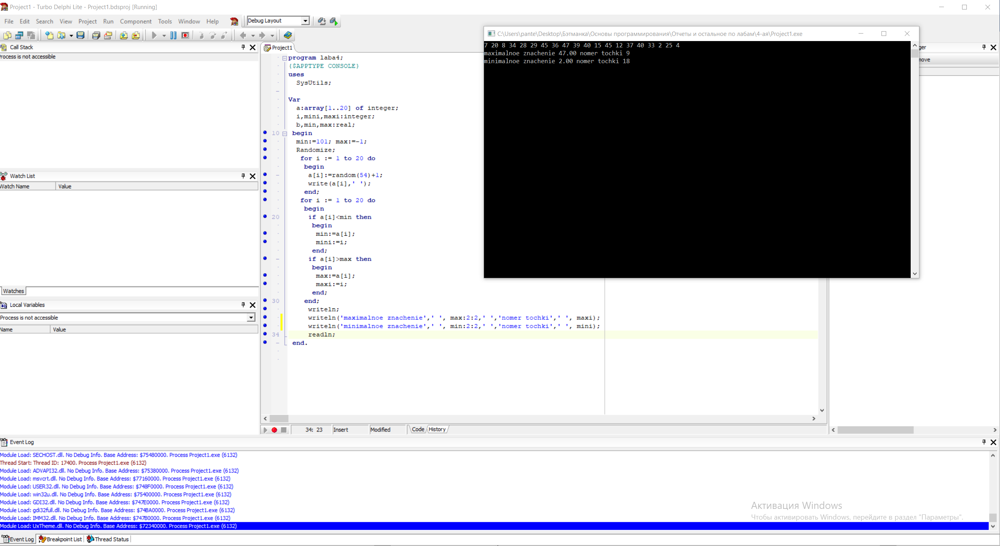 Project1 - Turbo Delphi Lite - Project1.bdsproj [Running]
File Edit Search View Project Run Component Tools Window Help Debug Layout
C:\Users\pante\Desktop\Бэтманка\Основы программирования\Отчеты и остальное по лабам\4-ая\Project1.exe
7 20 8 34 28 29 45 36 47 39 40 15 45 12 37 40 33 2 25 4
maximalnoe znachenie 47.00 nomer tochki 9
minimalnoe znachenie 2.00 nomer tochki 18
Call Stack
rocess is not accessible
Watch List
Watch Name Value
Watches
Local Variables
Process is not accessible
Name Value
Project1
program laba4;
{$APPTYPE CONSOLE}
uses
SysUtils;
Var
a:array[1..20] of integer;
i,mini,maxi:integer;
b,min,max:real;
10 begin
min:=101; max:=-1;
Randomize;
for i := 1 to 20 do
begin
a[i]:=random(54)+1;
write(a[i],' ');
end;
for i := 1 to 20 do
begin
20 if a[i]<min then
begin
min:=a[i];
mini:=i;
end;
if a[i]>max then
begin
max:=a[i];
maxi:=i;
end;
30 end;
writeln;
writeln('maximalnoe znachenie',' ', max:2:2,' ','nomer tochki',' ', maxi);
writeln('minimalnoe znachenie',' ', min:2:2,' ','nomer tochki',' ', mini);
34 readln;
end.
34: 23 Insert Modified Code History
ger
move
Event Log
Module Load: SECHOST.dll. No Debug Info. Base Address: $75480000. Process Project1.exe (6132)
Thread Start: Thread ID: 17400. Process Project1.exe (6132)
Module Load: ADVAPI32.dll. No Debug Info. Base Address: $75380000. Process Project1.exe (6132)
Module Load: msvcrt.dll. No Debug Info. Base Address: $77160000. Process Project1.exe (6132)
Module Load: USER32.dll. No Debug Info. Base Address: $748F0000. Process Project1.exe (6132)
Module Load: win32u.dll. No Debug Info. Base Address: $75400000. Process Project1.exe (6132)
Module Load: GDI32.dll. No Debug Info. Base Address: $747E0000. Process Project1.exe (6132)
Module Load: gdi32full.dll. No Debug Info. Base Address: $74BA0000. Process Project1.exe (6132)
Module Load: IMM32.dll. No Debug Info. Base Address: $747B0000. Process Project1.exe (6132)
Module Load: UxTheme.dll. No Debug Info. Base Address: $72340000. Process Project1.exe (6132)
Активация Windows
Чтобы активировать Windows, перейдите в раздел "Параметры".
Event Log Breakpoint List Thread Status